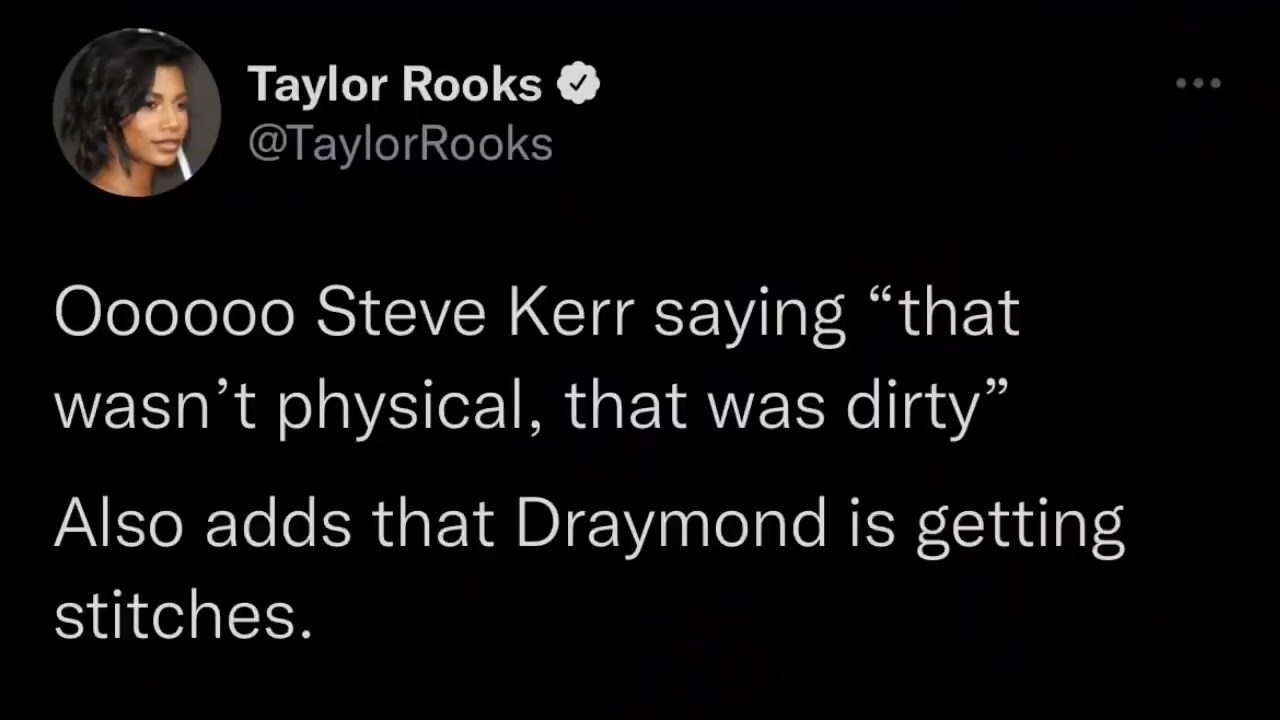 Taylor Rooks
@TaylorRooks
Oooooo Steve Kerr saying “that
wasn’t physical, that was dirty”
Also adds that Draymond is getting
stitches.